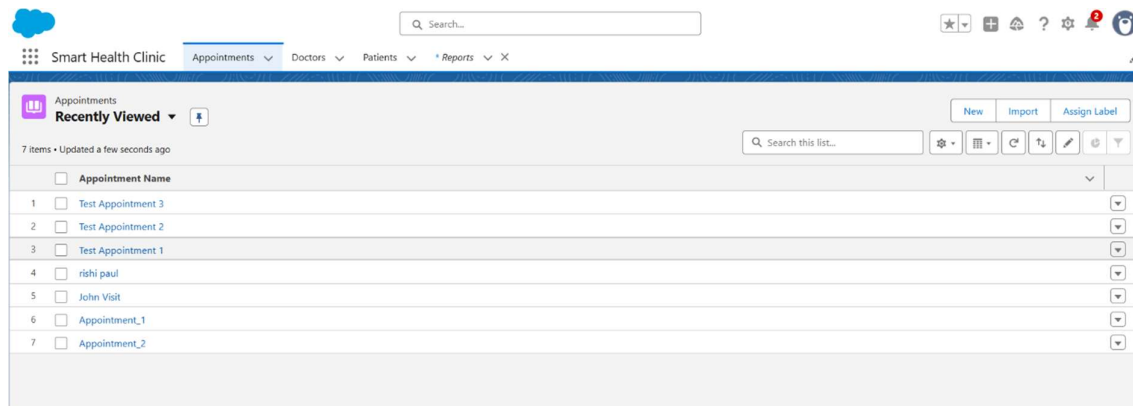 Search...
2
Smart Health Clinic Appointments Doctors Patients * Reports
Appointments
Recently Viewed
New Import Assign Label
7 items • Updated a few seconds ago
Search this list...
Appointment Name
1 Test Appointment 3
2 Test Appointment 2
3 Test Appointment 1
4 rishi paul
5 John Visit
6 Appointment_1
7 Appointment_2